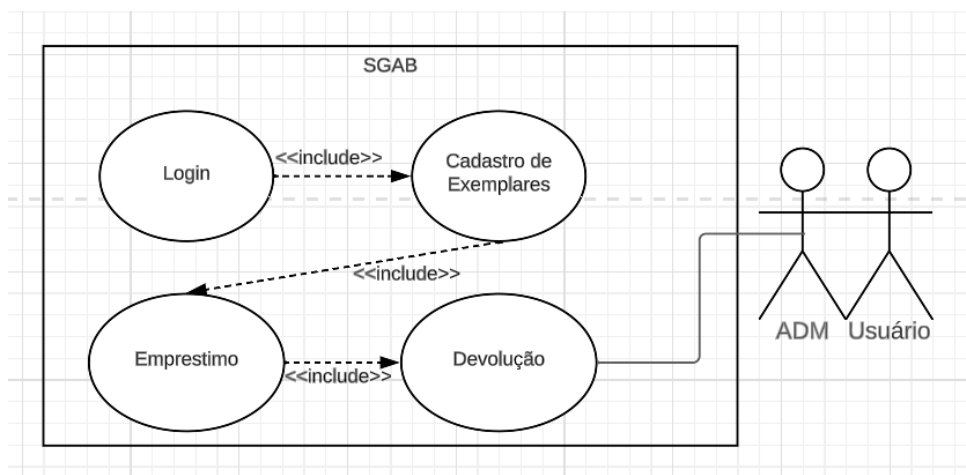 SGAB
Login
<<include>>
Cadastro de
Exemplares
<<include>>
Emprestimo
<<include>>
Devolução
ADM
Usuário